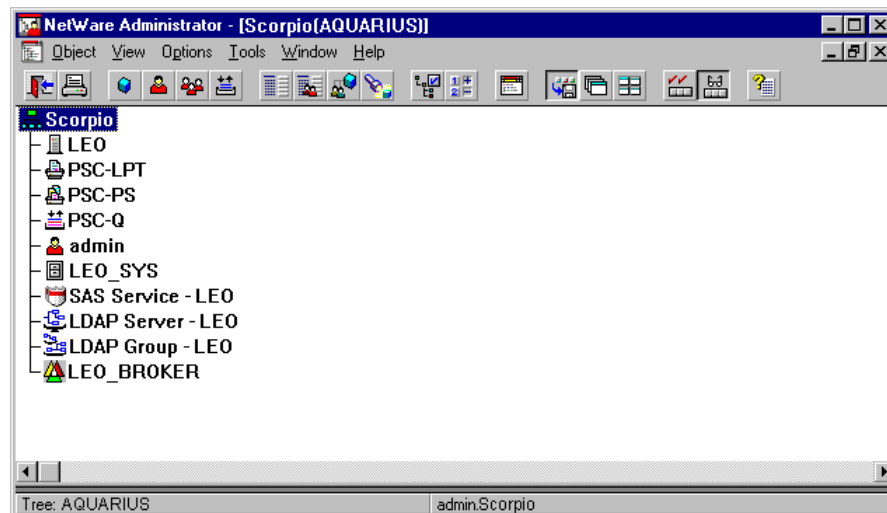 NetWare Administrator - [Scorpio(AQUARIUS)]
Object View Options Tools Window Help
Scorpio
LEO
PSC-LPT
PSC-PS
PSC-Q
admin
LEO_SYS
SAS Service - LEO
LDAP Server - LEO
LDAP Group - LEO
LEO_BROKER
Tree: AQUARIUS admin.Scorpio